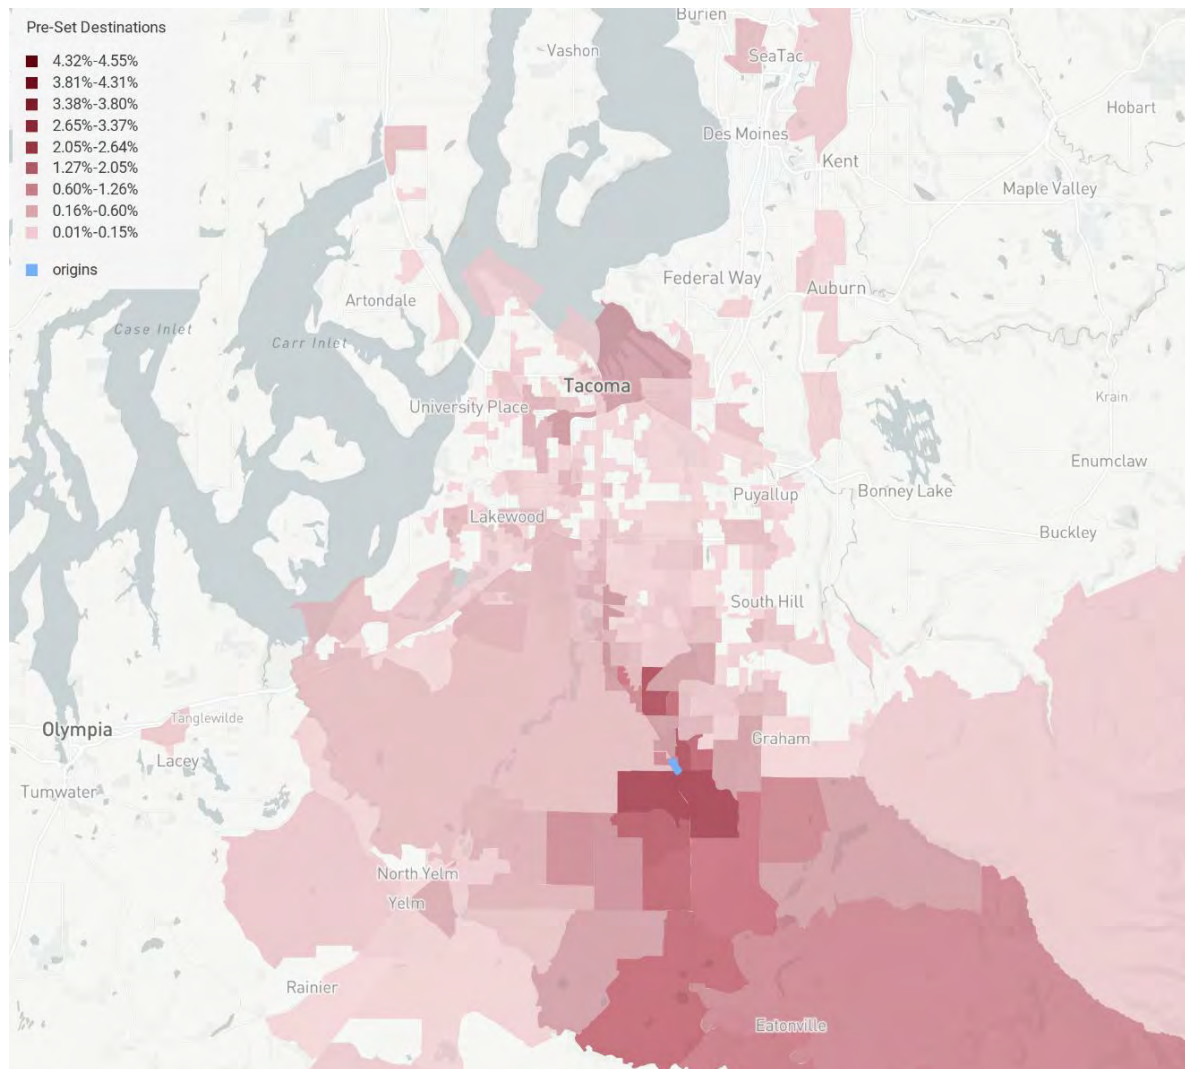 Pre-Set Destinations
4.32%-4.55%
3.81%-4.31%
3.38%-3.80%
2.65%-3.37%
2.05%-2.64%
1.27%-2.05%
0.60%-1.26%
0.16%-0.60%
0.01%-0.15%
origins
Burien
Vashon
SeaTac
Hobart
Des Moines
Kent
Maple Valley
Federal Way
Auburn
Artondale
Case Inlet
Carr Inlet
Tacoma
University Place
Krain
Enumclaw
Puyallup
Bonney Lake
Lakewood
Buckley
South Hill
Tanglewilde
Olympia
Graham
Lacey
Tumwater
North Yelm
Yelm
Rainier
Eatonville